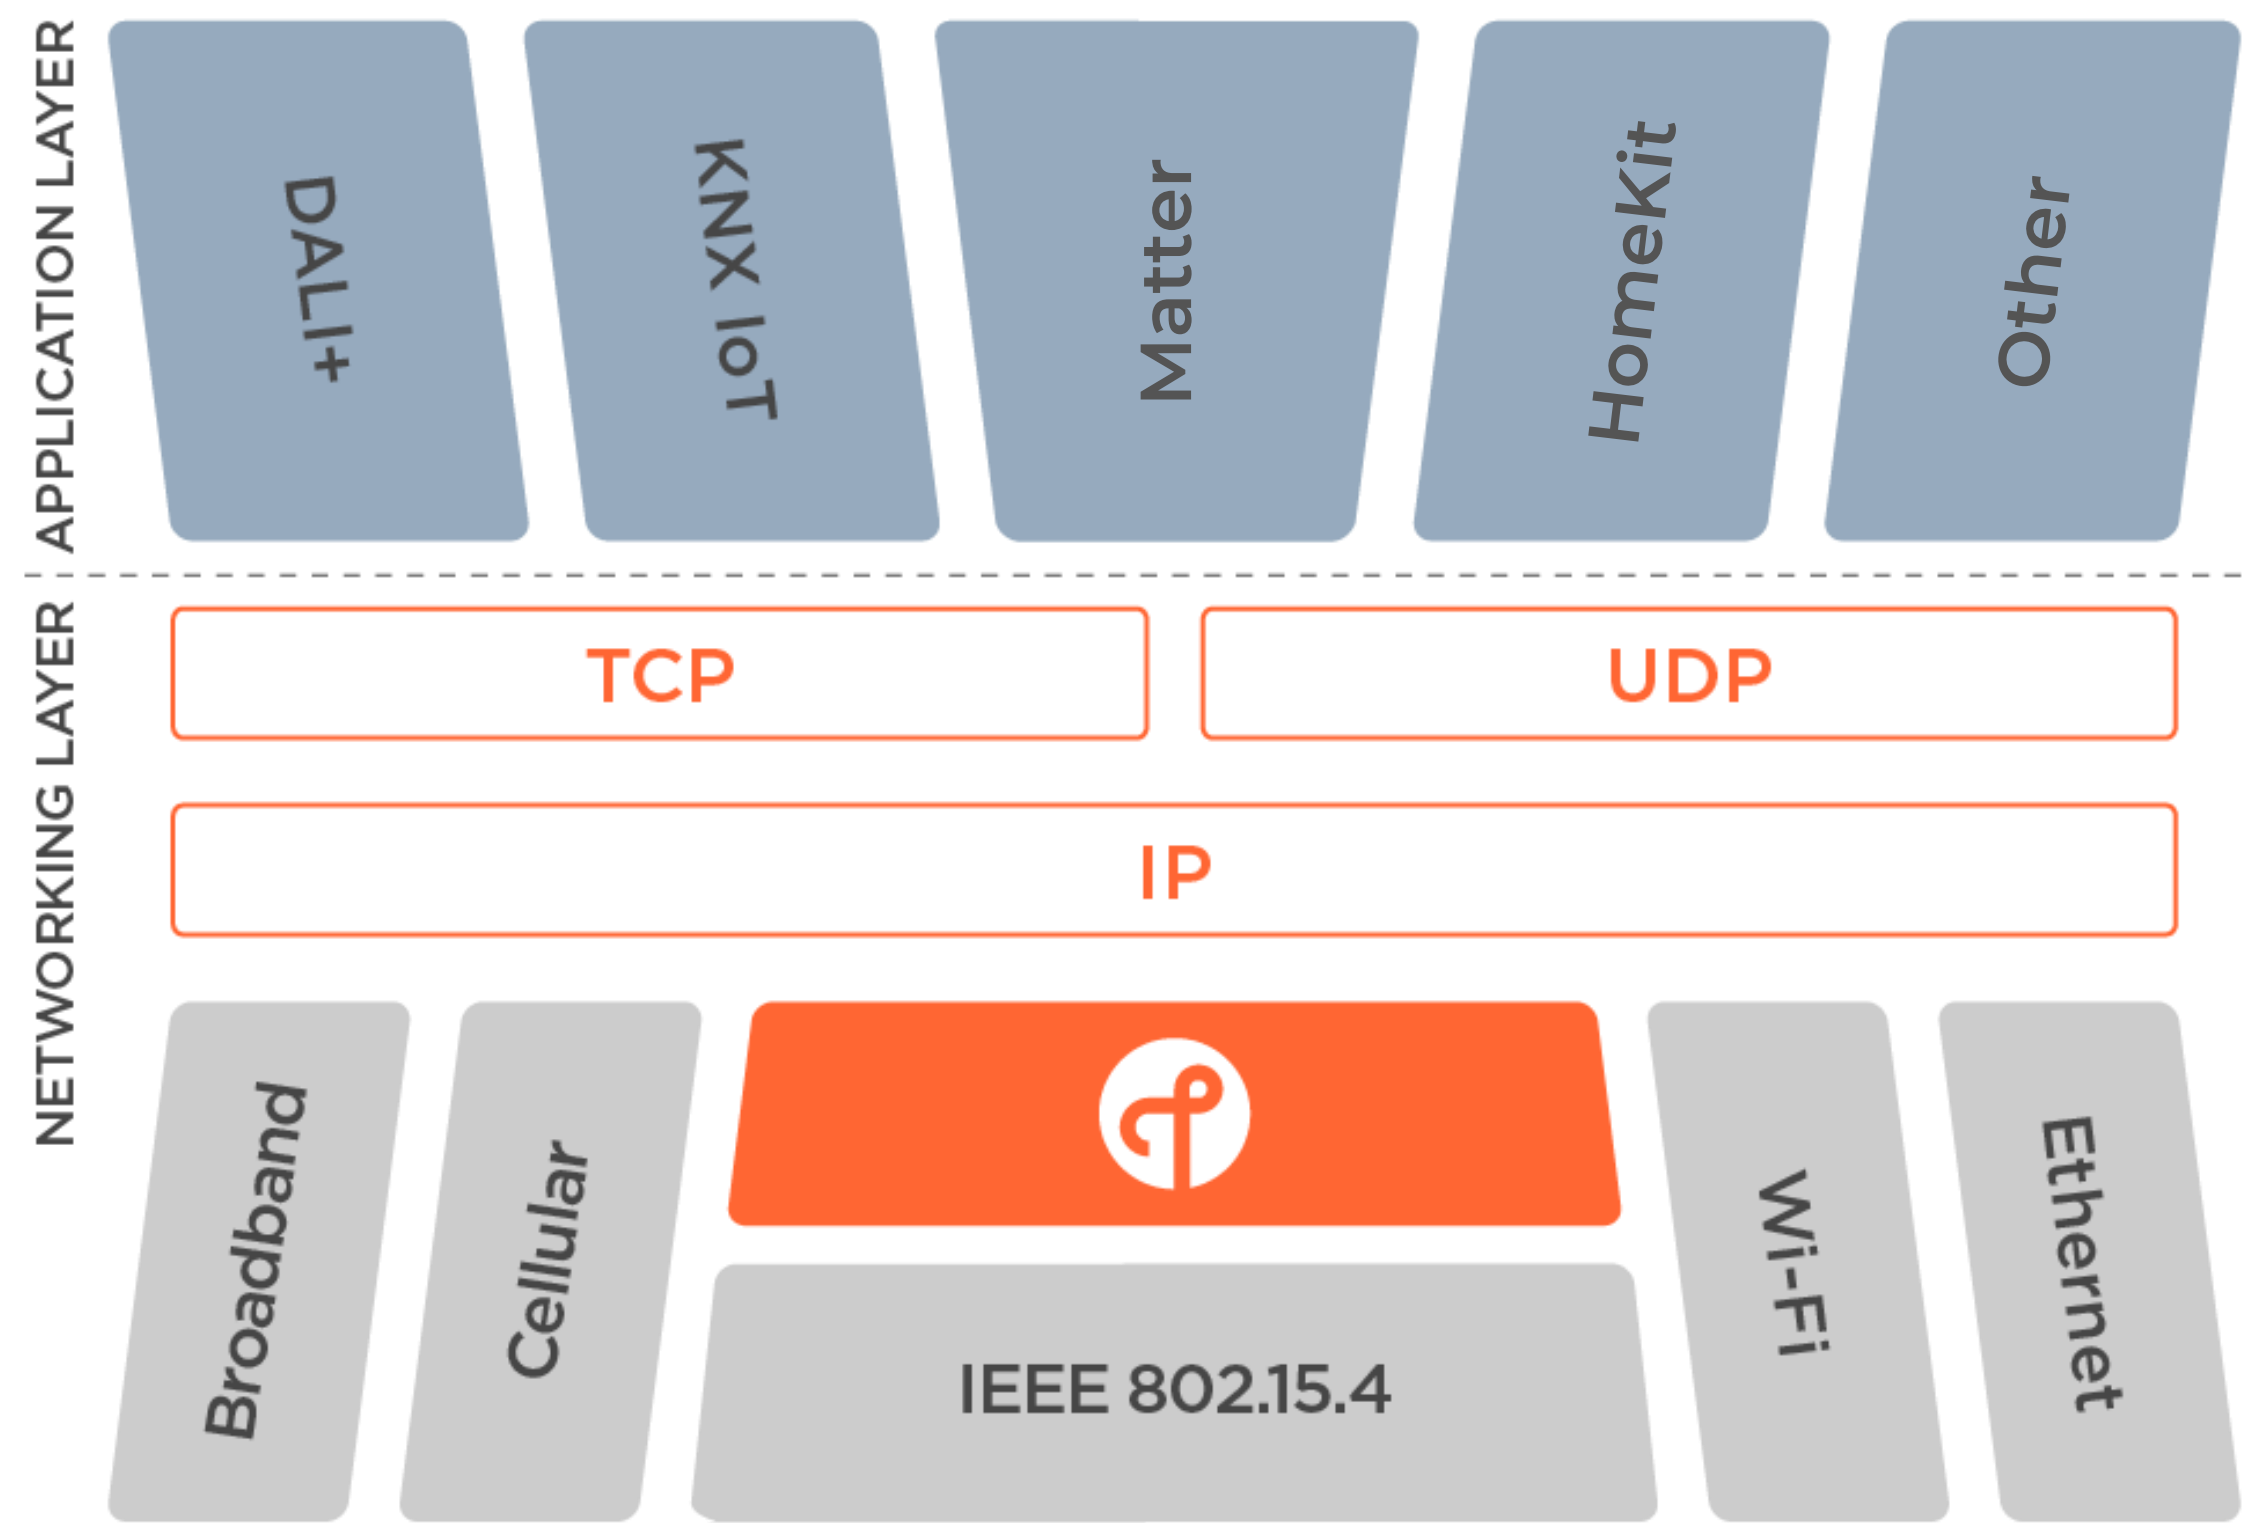 APPLICATION LAYER
DALI+
KNX IoT
Matter
HomeKit
Other
NETWORKING LAYER
TCP
UDP
IP
Broadband
Cellular
IEEE 802.15.4
Wi-Fi
Ethernet